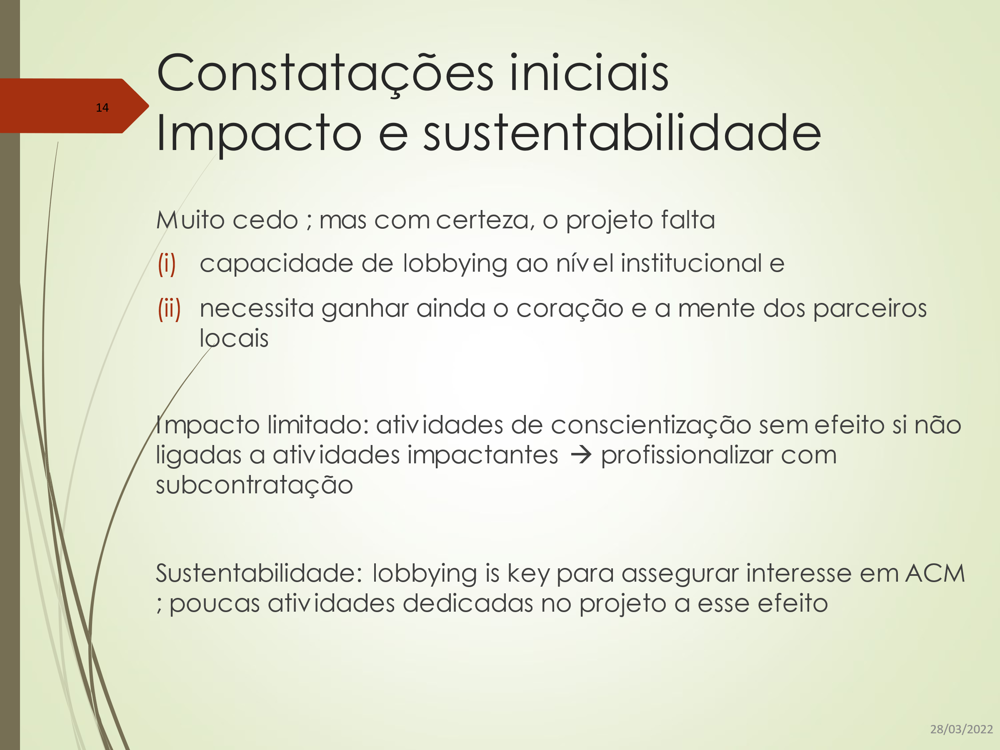 Constatações iniciais
Impacto e sustentabilidade
14
Muito cedo ; mas com certeza, o projeto falta
(i) capacidade de lobbying ao nível institucional e
(ii) necessita ganhar ainda o coração e a mente dos parceiros
locais
Impacto limitado: atividades de conscientização sem efeito si não
ligadas a atividades impactantes → profissionalizar com
subcontratação
Sustentabilidade: lobbying is key para assegurar interesse em ACM
; poucas atividades dedicadas no projeto a esse efeito
28/03/2022